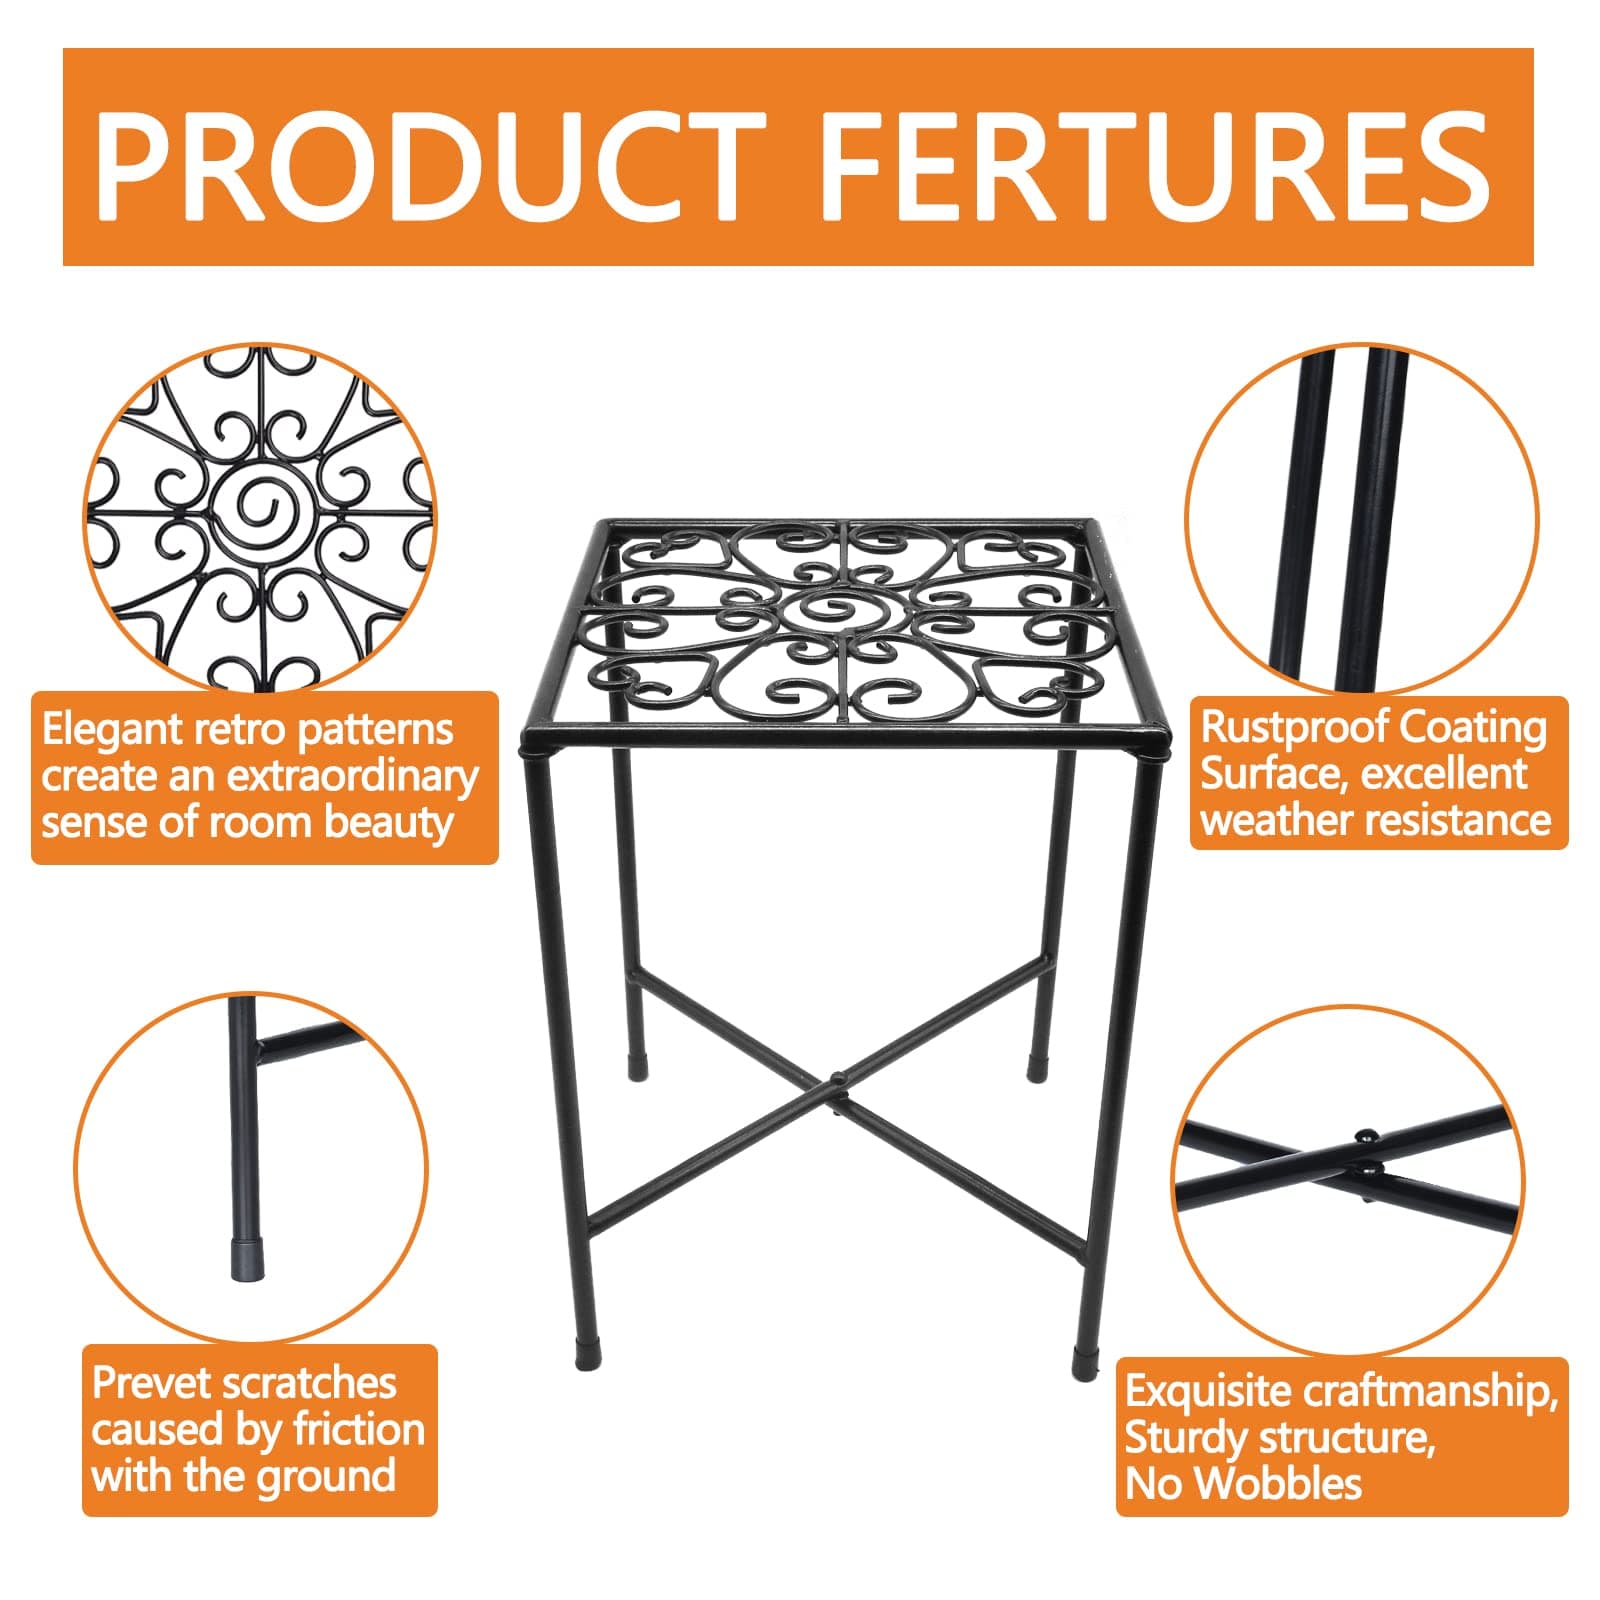 PRODUCT FERTURES
Elegant retro patterns
create an extraordinary
sense of room beauty
Rustproof Coating
Surface, excellent
weather resistance
Prevet scratches
caused by friction
with the ground
Exquisite craftmanship,
Sturdy structure,
No Wobbles